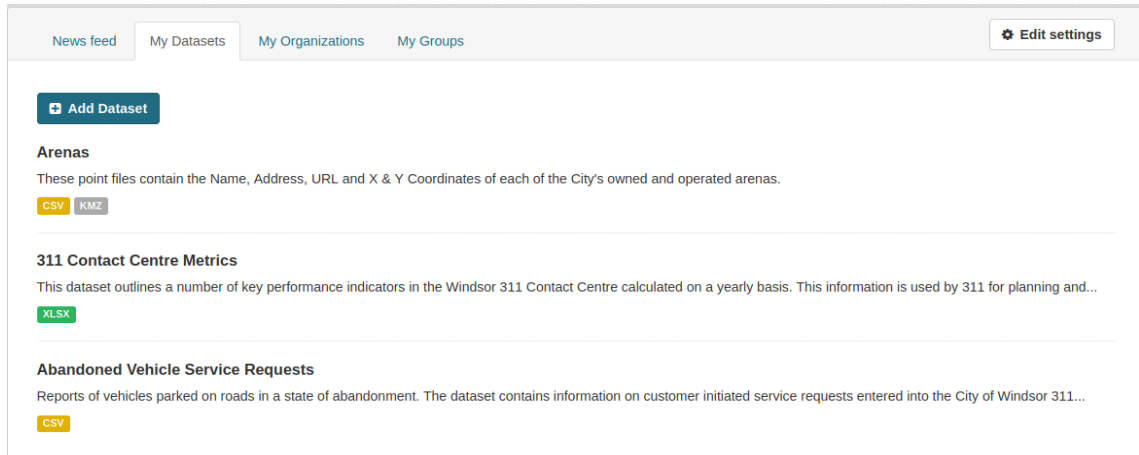 News feed My Datasets My Organizations My Groups Edit settings
Add Dataset
Arenas
These point files contain the Name, Address, URL and X & Y Coordinates of each of the City's owned and operated arenas.
CSV KMZ
311 Contact Centre Metrics
This dataset outlines a number of key performance indicators in the Windsor 311 Contact Centre calculated on a yearly basis. This information is used by 311 for planning and...
XLSX
Abandoned Vehicle Service Requests
Reports of vehicles parked on roads in a state of abandonment. The dataset contains information on customer initiated service requests entered into the City of Windsor 311...
CSV